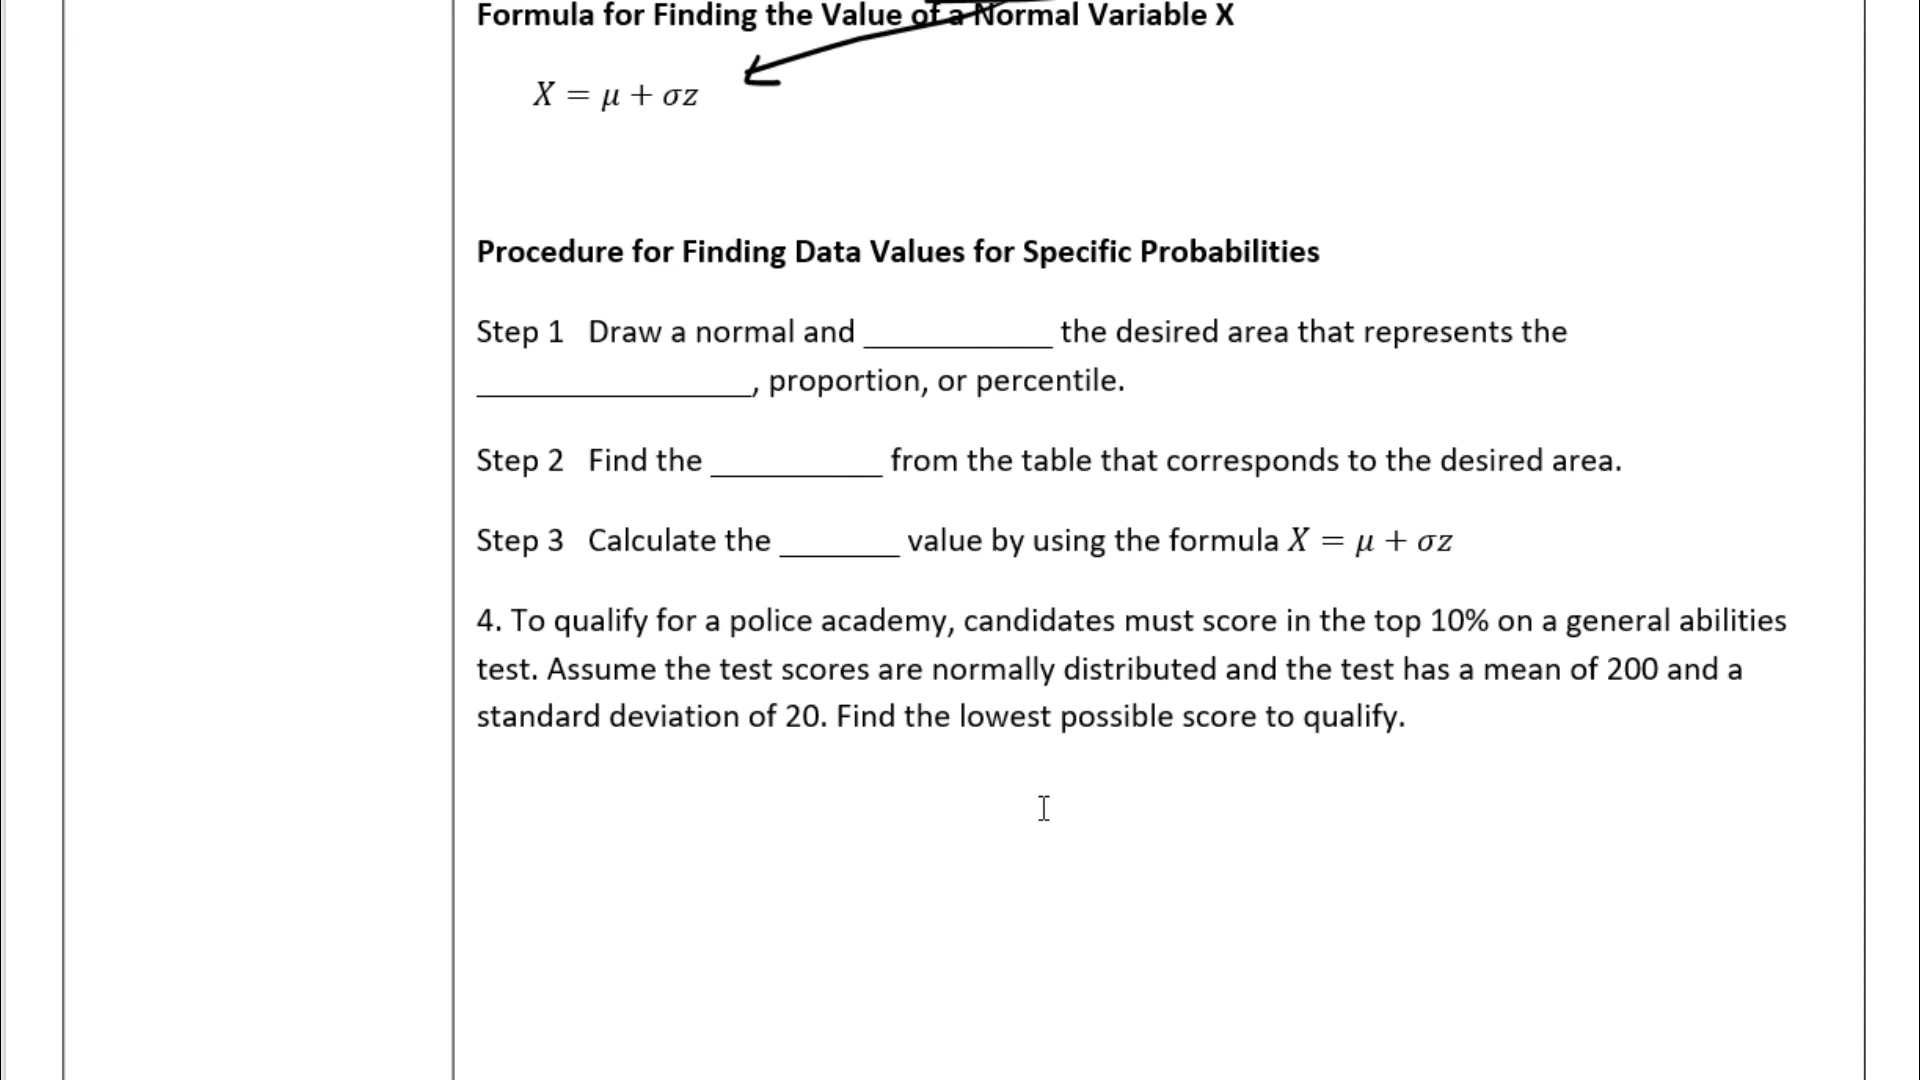 Formula for Finding the Value of a Normal Variable X
X = μ + σz
Procedure for Finding Data Values for Specific Probabilities
Step 1 Draw a normal and ___________ the desired area that represents the
________________, proportion, or percentile.
Step 2 Find the __________ from the table that corresponds to the desired area.
Step 3 Calculate the _______ value by using the formula X = μ + σz
4. To qualify for a police academy, candidates must score in the top 10% on a general abilities
test. Assume the test scores are normally distributed and the test has a mean of 200 and a
standard deviation of 20. Find the lowest possible score to qualify.